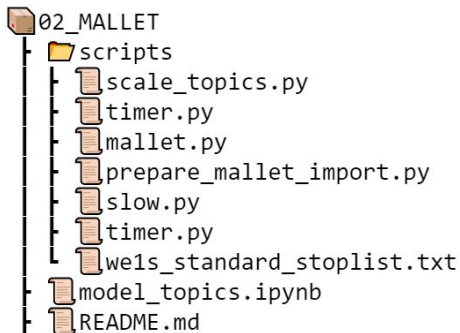 02_MALLET
scripts
scale_topics.py
timer.py
mallet.py
prepare_mallet_import.py
slow.py
timer.py
we1s_standard_stoplist.txt
model_topics.ipynb
README.md